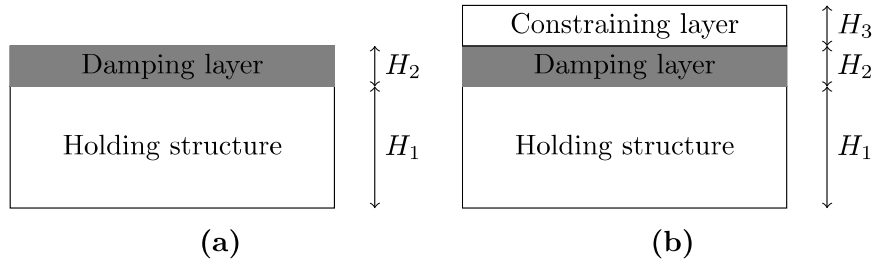 Damping layer
H2
Holding structure
H1
(a)
Constraining layer
H3
Damping layer
H2
Holding structure
H1
(b)